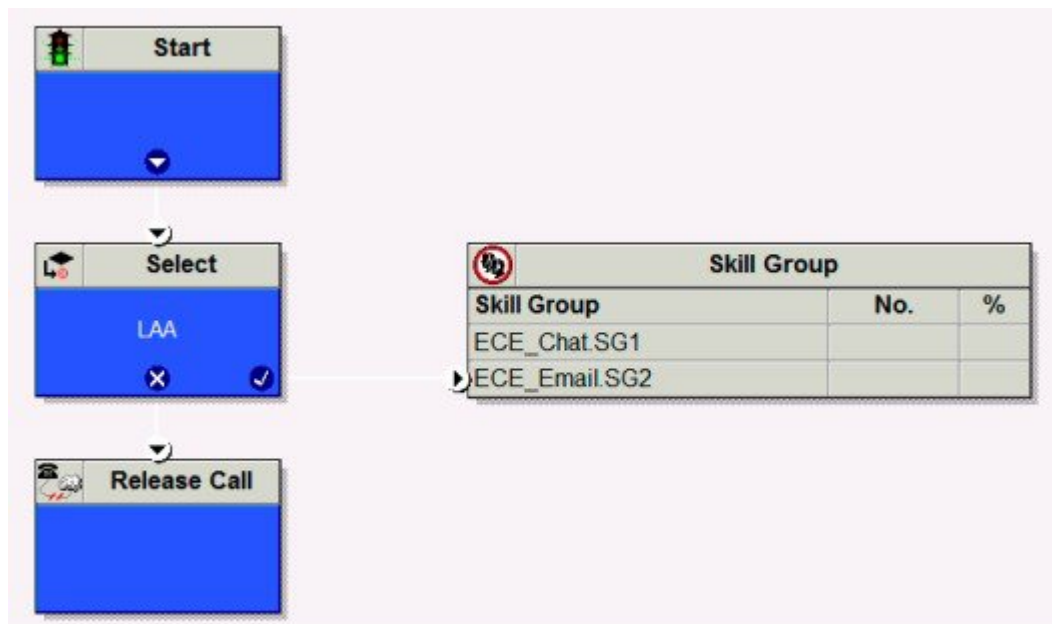 Start
Select
LAA
Skill Group
Skill Group No. %
ECE_Chat.SG1
ECE_Email.SG2
Release Call